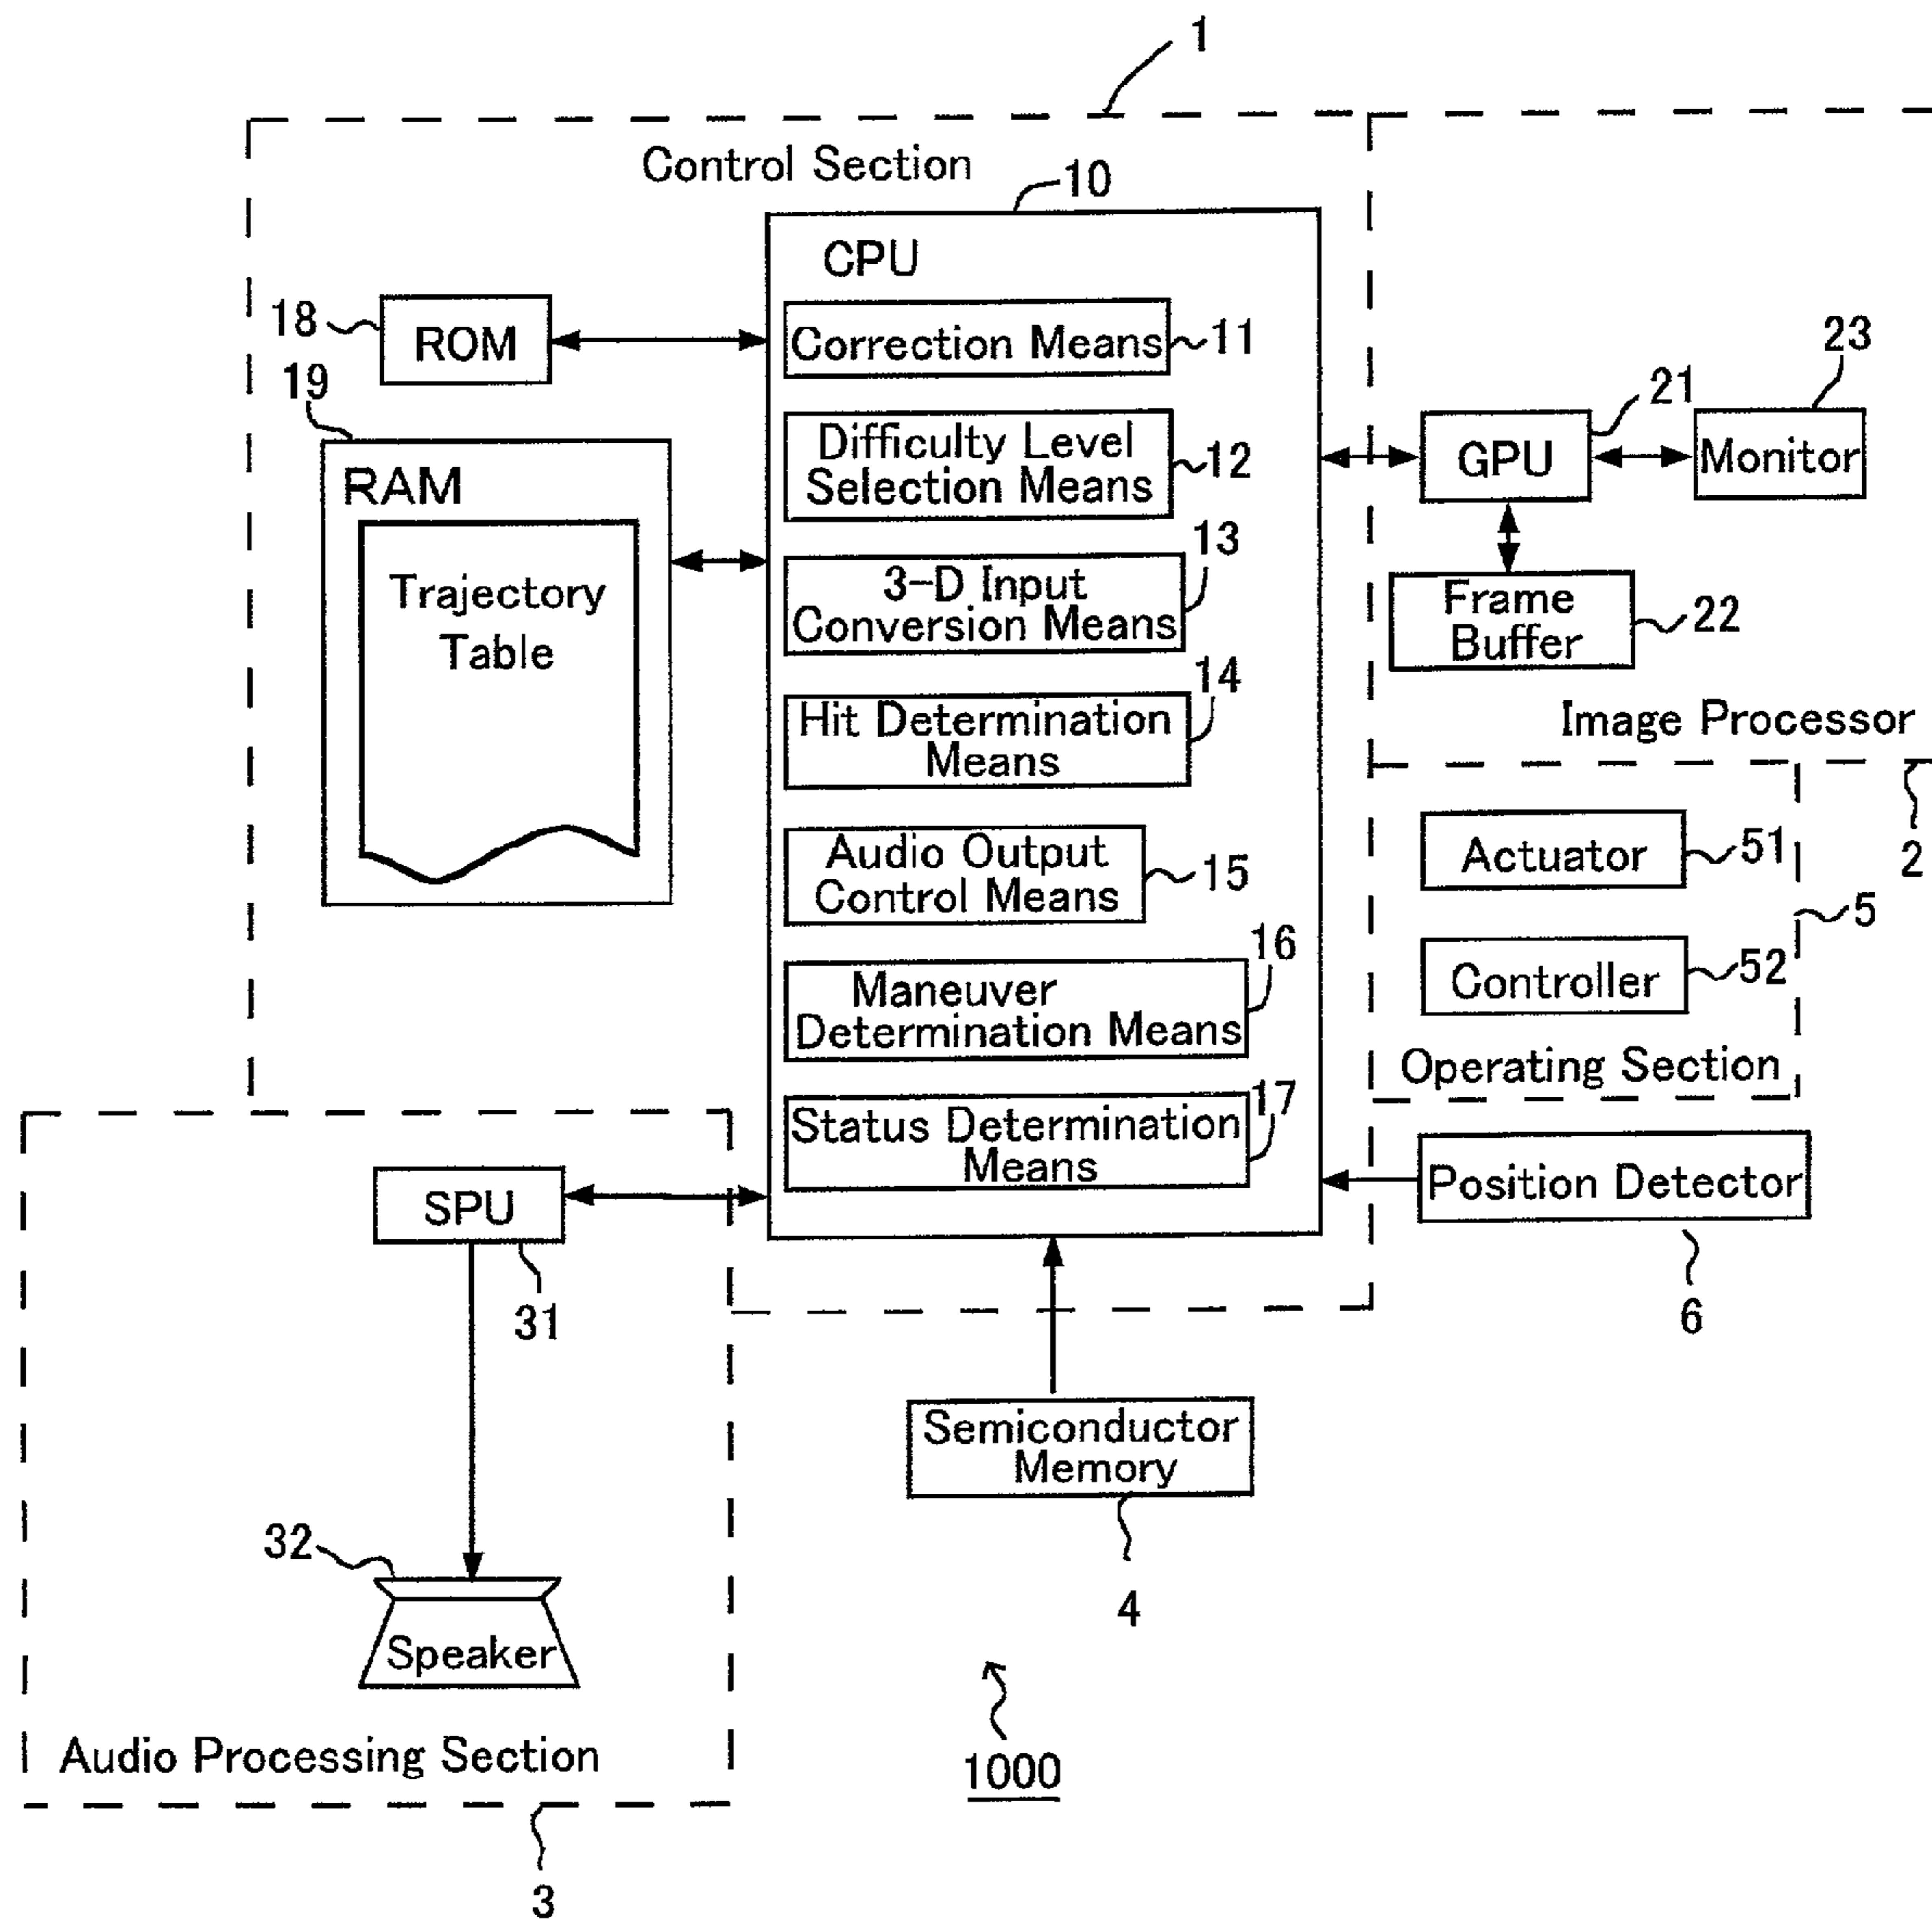 1
Control Section
10
CPU
18
ROM
Correction Means
11
23
19
21
Difficulty Level
Selection Means
12
GPU
Monitor
RAM
Trajectory
Table
13
3-D Input
Conversion Means
Frame
Buffer
22
14
Hit Determination
Means
Image Processor
2
Audio Output
Control Means
15
Actuator
51
5
16
Maneuver
Determination Means
Controller
52
Operating Section
17
Status Determination
Means
Position Detector
6
SPU
31
Semiconductor
Memory
4
32
Speaker
Audio Processing Section
1000
3